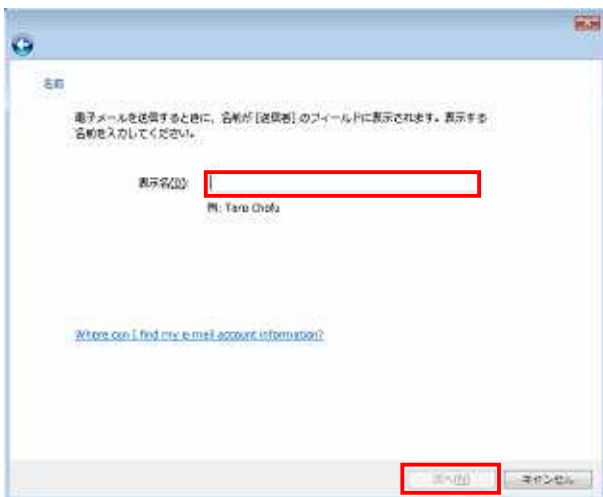 名前
電子メールを送信するときに、名前が [送信者] のフィールドに表示されます。表示する
名前を入力してください。
表示名(D):
例: Taro Chofu
Where can I find my e-mail account information?
次へ(N)
キャンセル